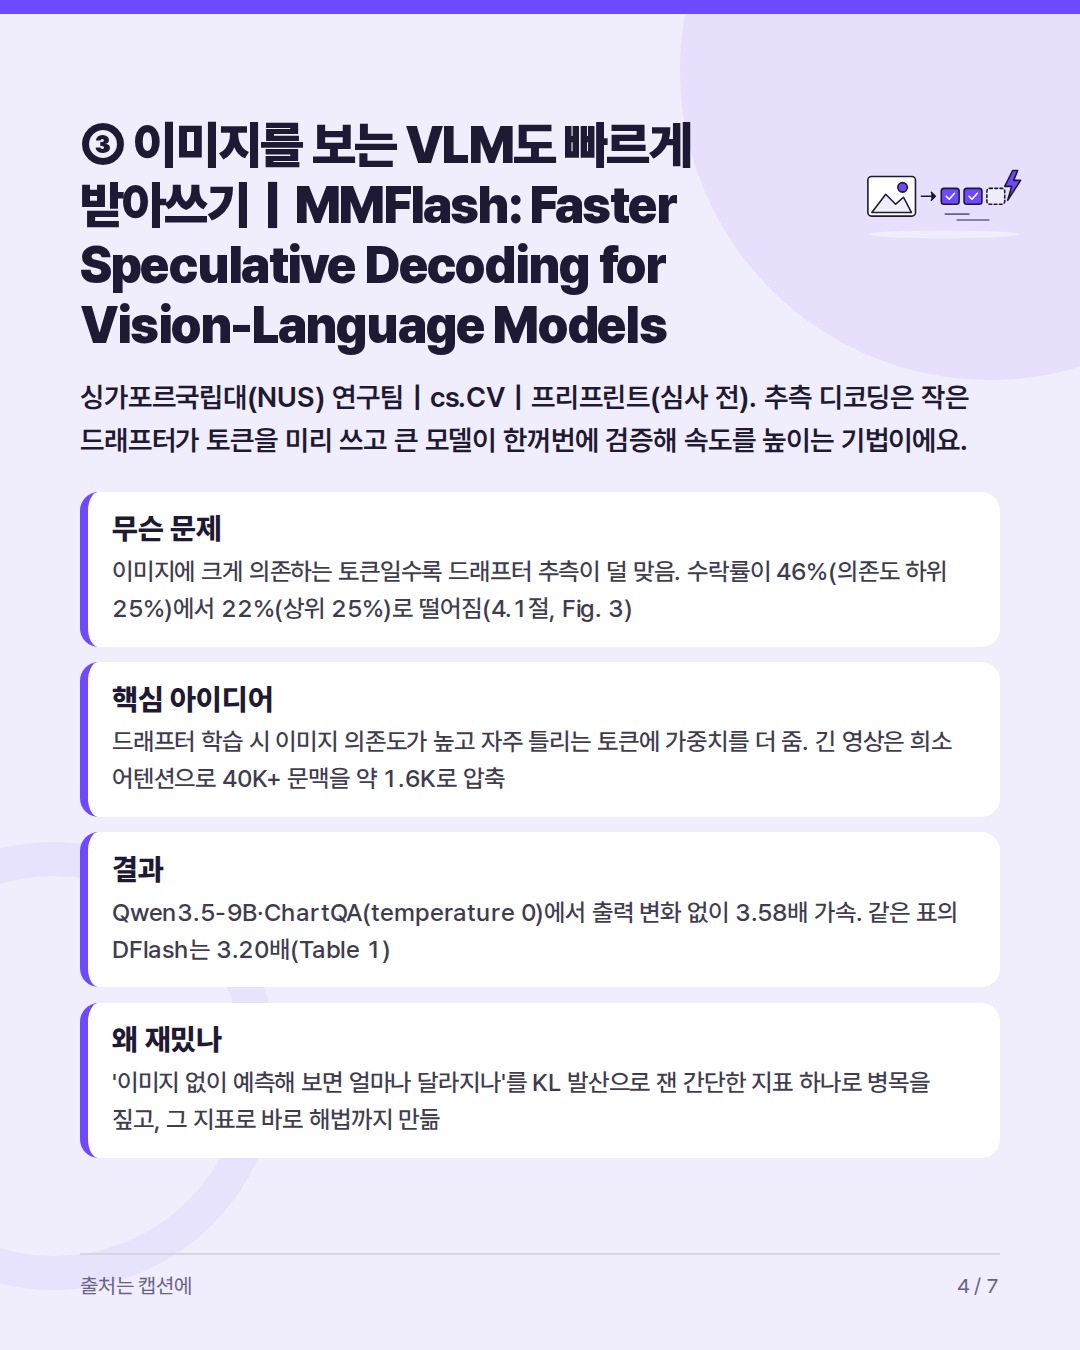 ③ 이미지를 보는 VLM도 빠르게
받아쓰기 | MMFlash: Faster
Speculative Decoding for
Vision-Language Models
싱가포르국립대(NUS) 연구팀 | cs.CV | 프리프린트(심사 전). 추측 디코딩은 작은
드래프터가 토큰을 미리 쓰고 큰 모델이 한꺼번에 검증해 속도를 높이는 기법이에요.
무슨 문제
이미지에 크게 의존하는 토큰일수록 드래프터 추측이 덜 맞음. 수락률이 46%(의존도 하위
25%)에서 22%(상위 25%)로 떨어짐(4.1절, Fig. 3)
핵심 아이디어
드래프터 학습 시 이미지 의존도가 높고 자주 틀리는 토큰에 가중치를 더 줌. 긴 영상은 희소
어텐션으로 40K+ 문맥을 약 1.6K로 압축
결과
Qwen3.5-9B·ChartQA(temperature 0)에서 출력 변화 없이 3.58배 가속. 같은 표의
DFlash는 3.20배(Table 1)
왜 재밌나
'이미지 없이 예측해 보면 얼마나 달라지나'를 KL 발산으로 잰 간단한 지표 하나로 병목을
짚고, 그 지표로 바로 해법까지 만듦
출처는 캡션에
4 / 7